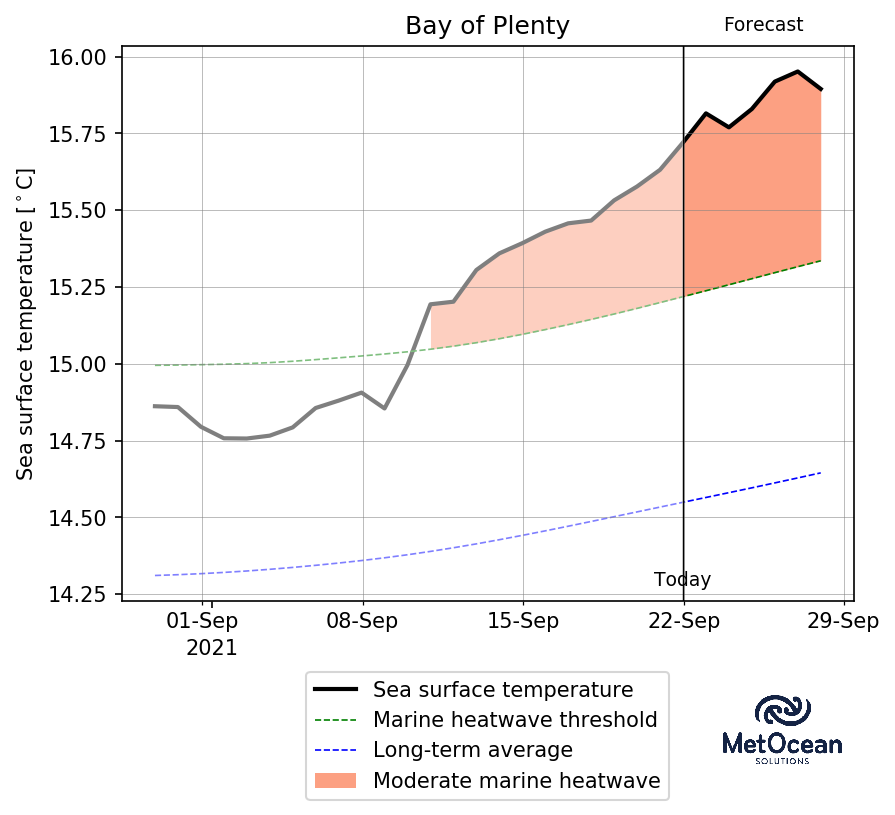 Bay of Plenty
Forecast
Sea surface temperature [°C]
16.00
15.75
15.50
15.25
15.00
14.75
14.50
14.25
Today
01-Sep
08-Sep
15-Sep
22-Sep
29-Sep
2021
Sea surface temperature
Marine heatwave threshold
Long-term average
Moderate marine heatwave
MetOcean
SOLUTIONS